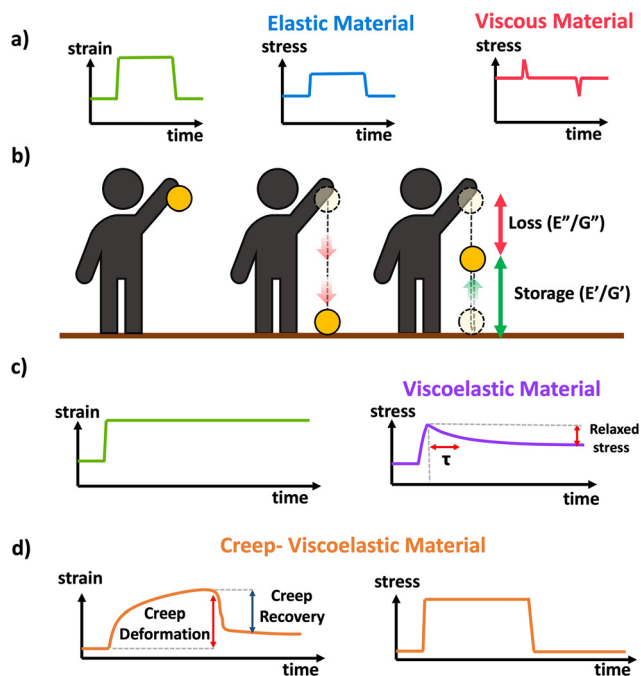 Elastic Material
Viscous Material
a)
strain
time
stress
time
stress
time
b)
Loss (E"/G")
Storage (E'/G')
c)
Viscoelastic Material
strain
time
stress
Relaxed
stress
τ
time
d)
Creep- Viscoelastic Material
strain
Creep
Deformation
Creep
Recovery
time
stress
time